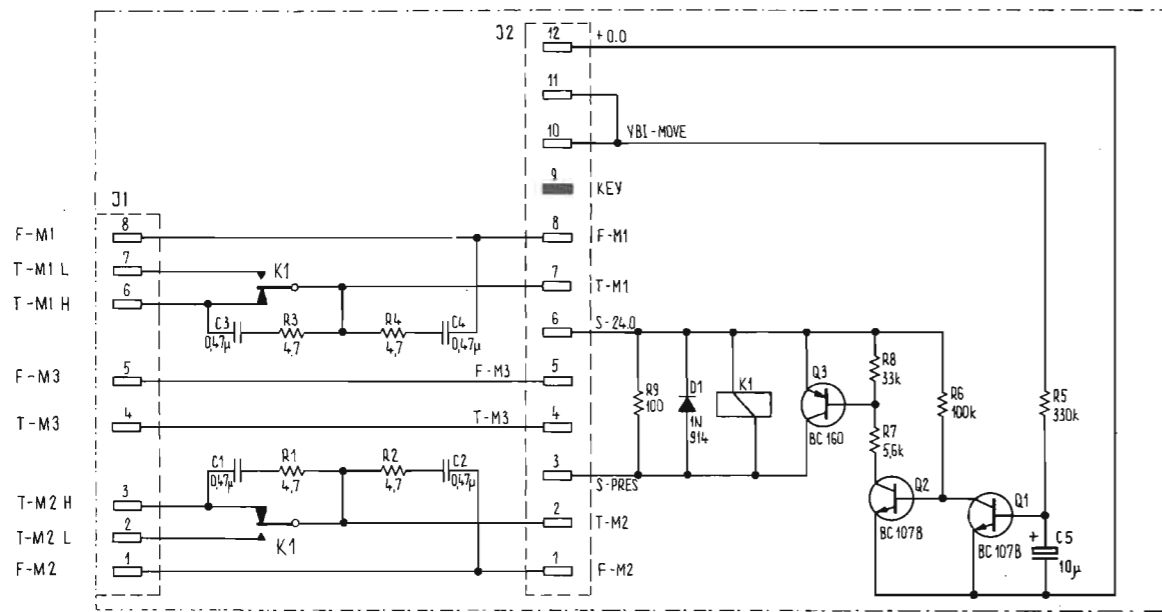 J2
12 +0.0
11
10 VBI-MOVE
9 KEY
J1
F-M1 8 8 F-M1
T-M1 L 7 K1 7 T-M1
T-M1 H 6
C3 0,47µ R3 4,7 R4 4,7 C4 0,47µ
6 S-24.0
F-M3 5 F-M3 5
T-M3 4 T-M3 4
R9 100
D1 1N 914
K1
Q3 BC 160
R8 33k
R7 5,6k
R6 100k
R5 330k
3 S-PRES
C1 0,47µ R1 4,7 R2 4,7 C2 0,47µ
T-M2 H 3
T-M2 L 2 K1 2 T-M2
F-M2 1 1 F-M2
Q2 BC 107B
Q1 BC 107B
+ C5 10µ